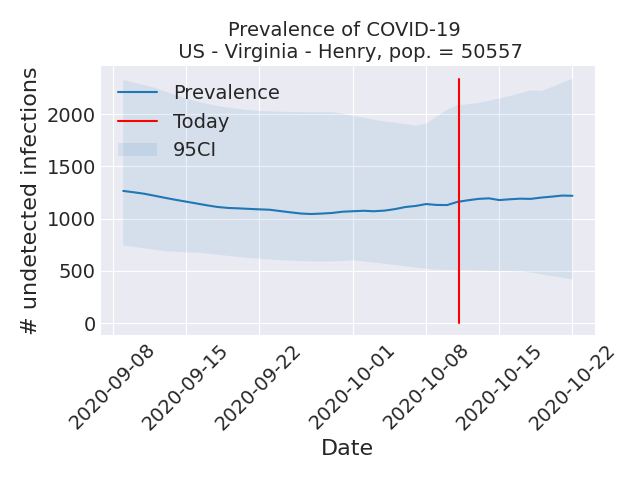 Prevalence of COVID-19
US - Virginia - Henry, pop. = 50557
# undetected infections
2000
1500
1000
500
0
Prevalence
Today
95CI
2020-09-08
2020-09-15
2020-09-22
2020-10-01
2020-10-08
2020-10-15
2020-10-22
Date